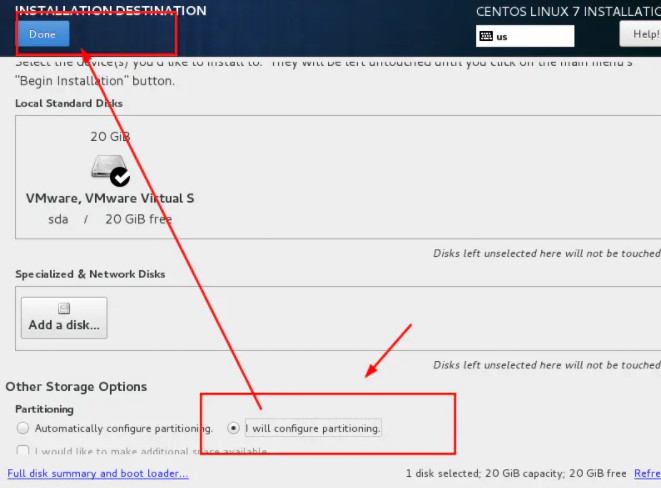 INSTALLATION DESTINATION
CENTOS LINUX 7 INSTALLATIO
Done
us
Help!
Select the device(s) you'd like to install to. They will be left untouched until you click on the main menu's
"Begin Installation" button.
Local Standard Disks
20 GiB
VMware, VMware Virtual S
sda / 20 GiB free
Disks left unselected here will not be touched
Specialized & Network Disks
Add a disk...
Disks left unselected here will not be touched
Other Storage Options
Partitioning
Automatically configure partitioning.
I will configure partitioning.
I would like to make additional space available.
Full disk summary and boot loader...
1 disk selected; 20 GiB capacity; 20 GiB free
Refre